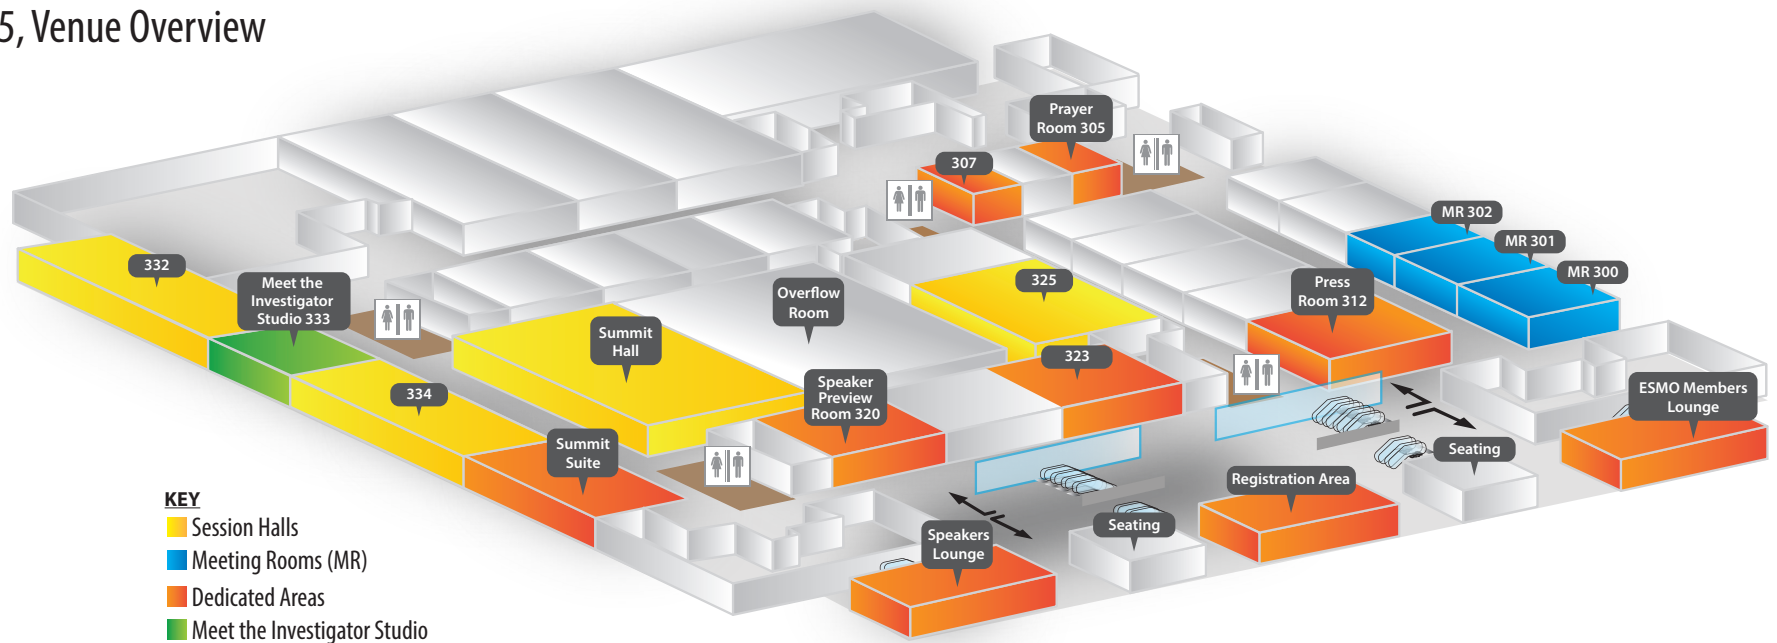 5, Venue Overview
Prayer
Room 305
307
MR 302
MR 301
MR 300
332
Meet the
Investigator
Studio 333
Overflow
Room
325
Press
Room 312
Summit
Hall
323
334
Speaker
Preview
Room 320
ESMO Members
Lounge
Summit
Suite
Seating
Registration Area
Speakers
Lounge
Seating
KEY
Session Halls
Meeting Rooms (MR)
Dedicated Areas
Meet the Investigator Studio